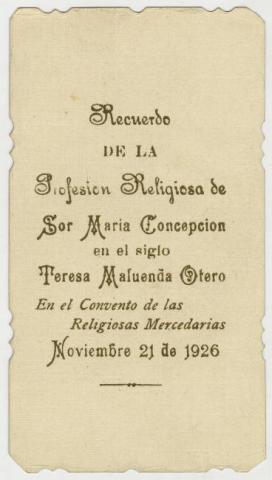 Recuerdo
DE LA
Profesion Religiosa de
Sor Maria Concepcion
en el siglo
Teresa Maluenda Otero
En el Convento de las
Religiosas Mercedarias
Noviembre 21 de 1926